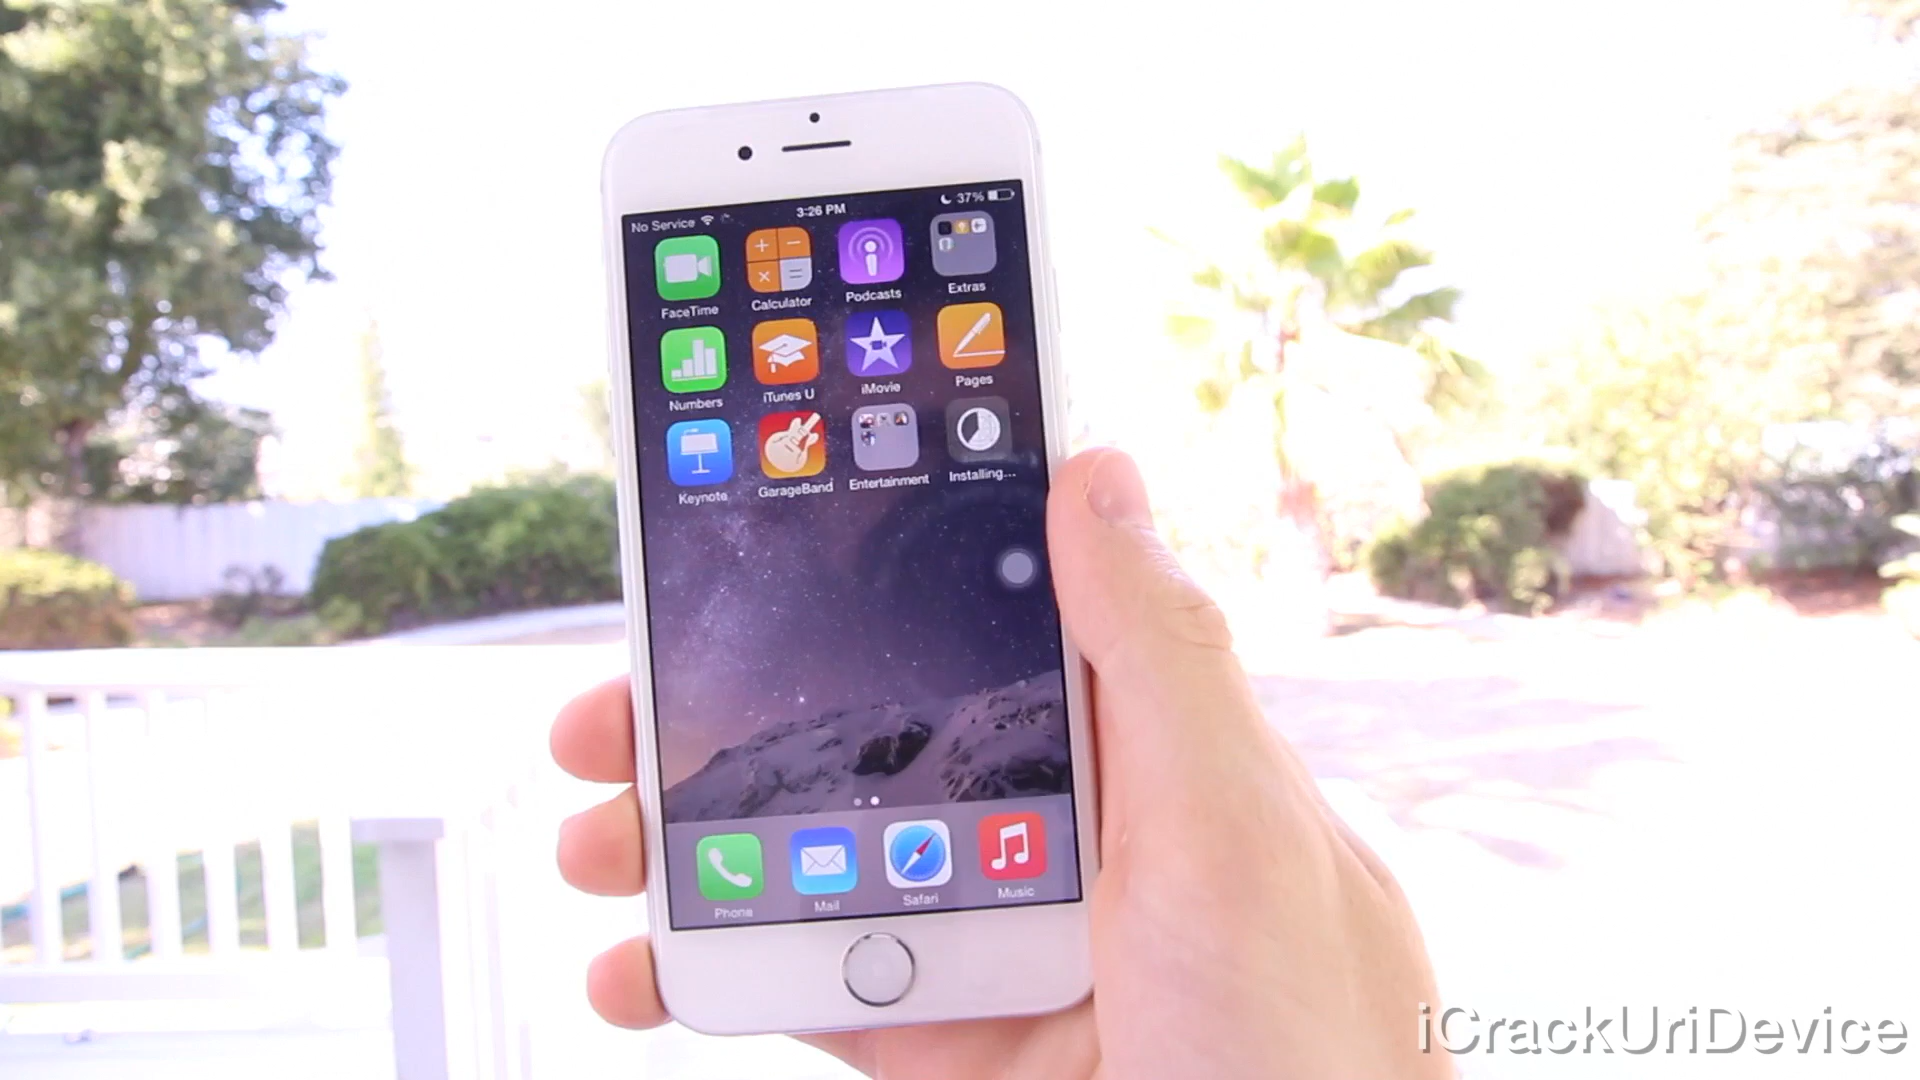 No Service
3:26 PM
37%
FaceTime
Calculator
Podcasts
Extras
Numbers
iTunes U
iMovie
Pages
Keynote
GarageBand
Entertainment
Installing...
Phone
Mail
Safari
Music
iCrackUriDevice